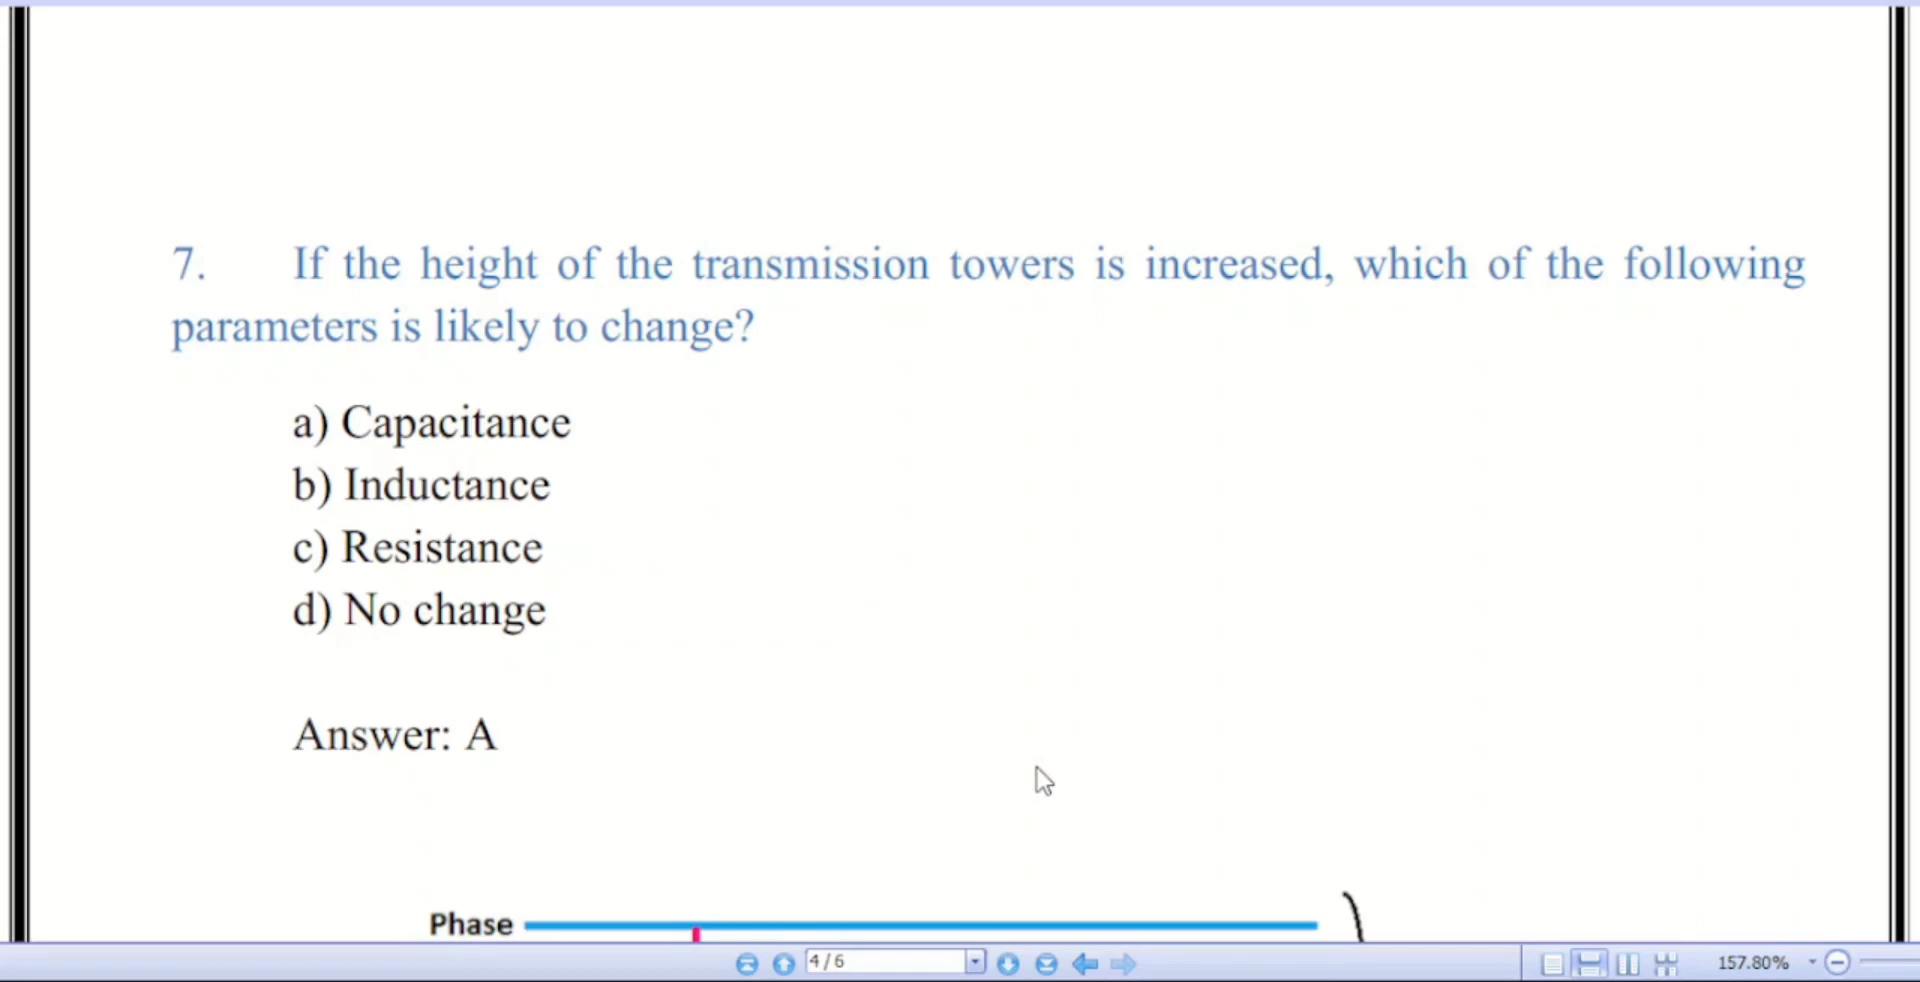 7. If the height of the transmission towers is increased, which of the following
parameters is likely to change?
a) Capacitance
b) Inductance
c) Resistance
d) No change
Answer: A
Phase
4/6
157.80%